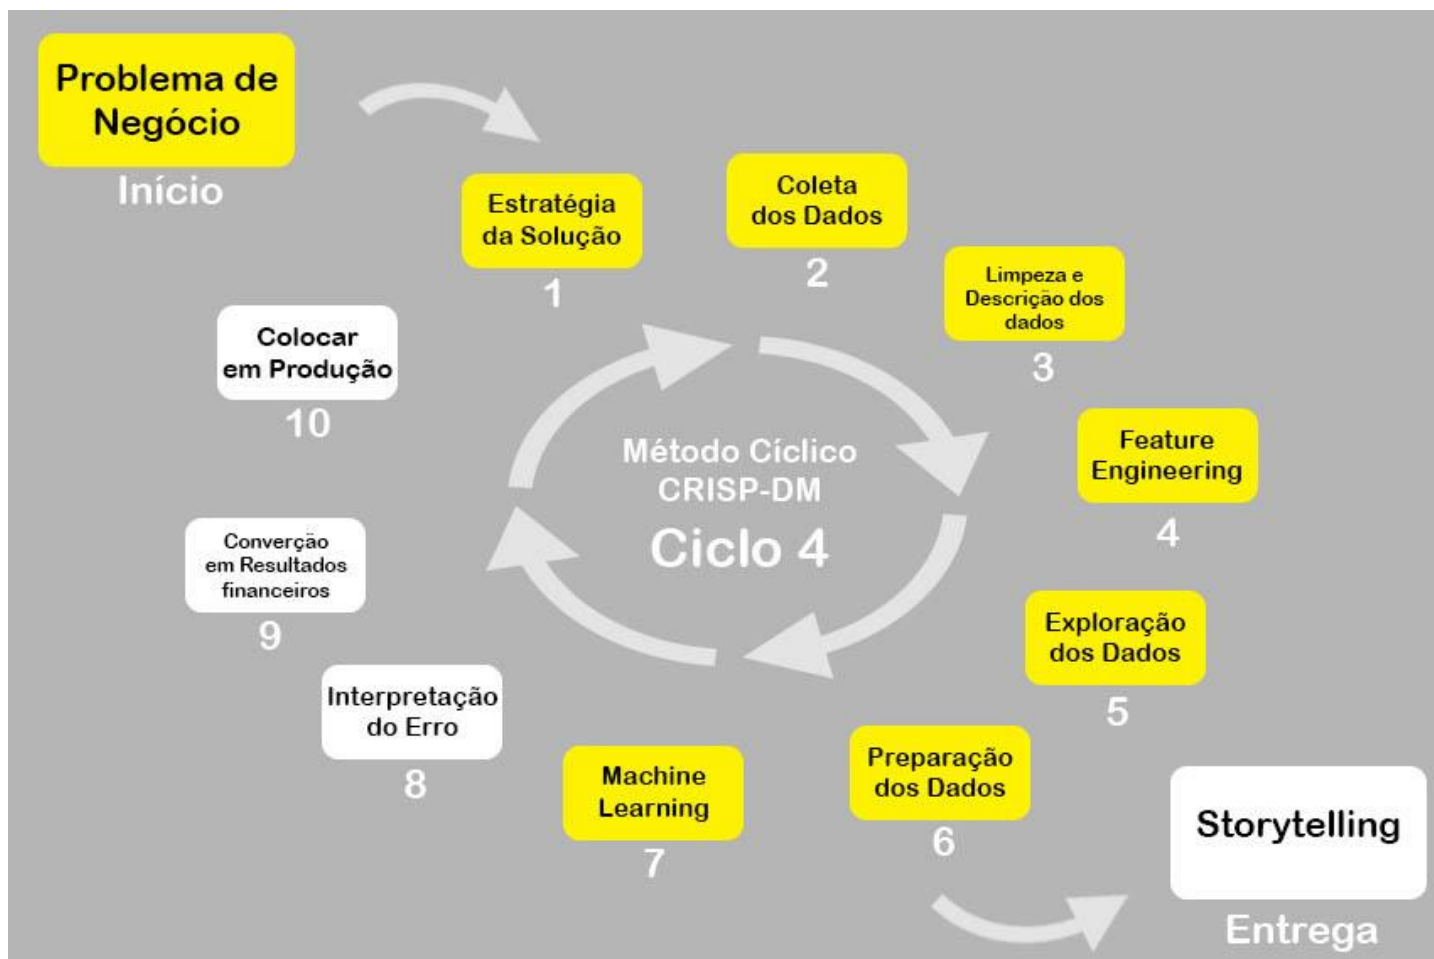 Problema de
Negócio
Início
Estratégia
da Solução
1
Coleta
dos Dados
2
Limpeza e
Descrição dos
dados
3
Feature
Engineering
4
Exploração
dos Dados
5
Preparação
dos Dados
6
Machine
Learning
7
Interpretação
do Erro
8
Converção
em Resultados
financeiros
9
Colocar
em Produção
10
Método Cíclico
CRISP-DM
Ciclo 4
Storytelling
Entrega